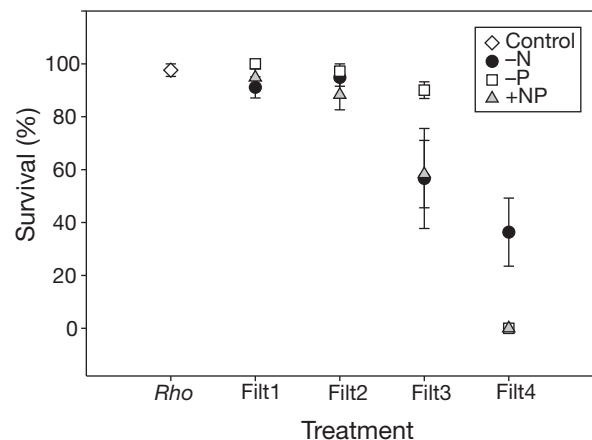 Control
–N
–P
+NP
100
80
60
40
20
0
Survival (%)
Rho Filt1 Filt2 Filt3 Filt4
Treatment